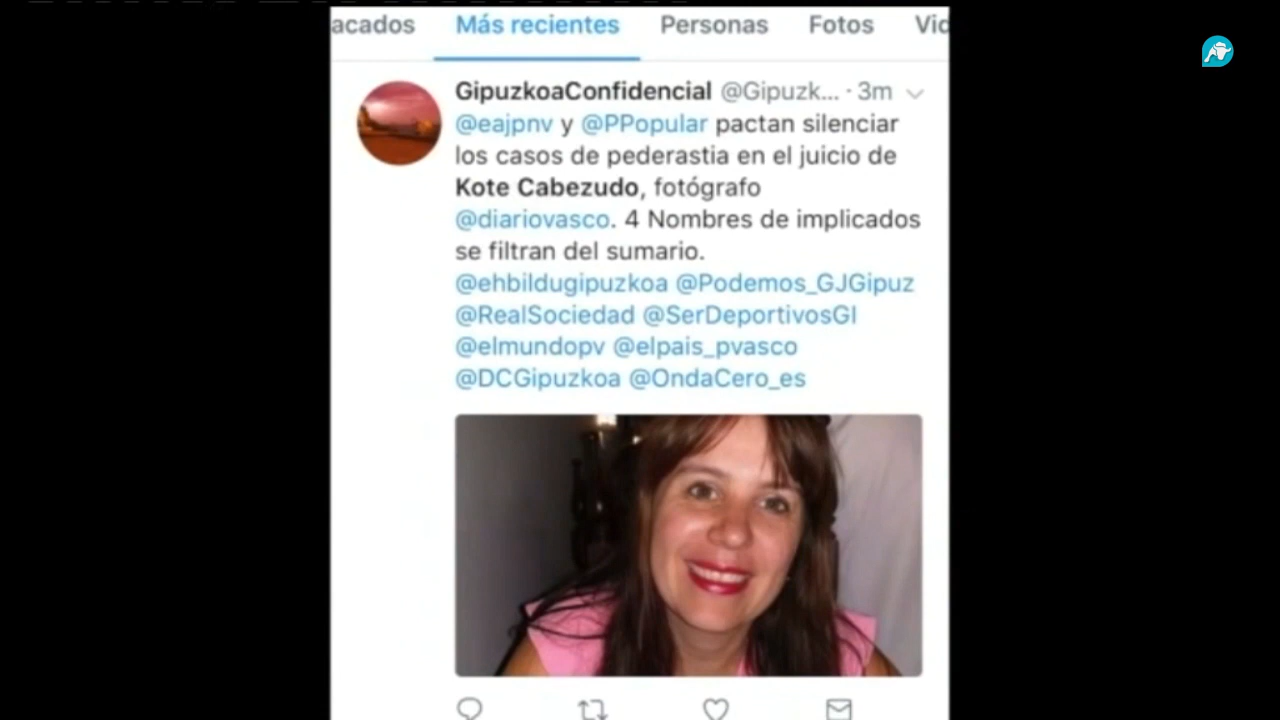 acados Más recientes Personas Fotos Vid
GipuzkoaConfidencial @Gipuzk... · 3m
@eajpnv y @PPopular pactan silenciar
los casos de pederastia en el juicio de
Kote Cabezudo, fotógrafo
@diariovasco. 4 Nombres de implicados
se filtran del sumario.
@ehbildugipuzkoa @Podemos_GJGipuz
@RealSociedad @SerDeportivosGI
@elmundopv @elpais_pvasco
@DCGipuzkoa @OndaCero_es